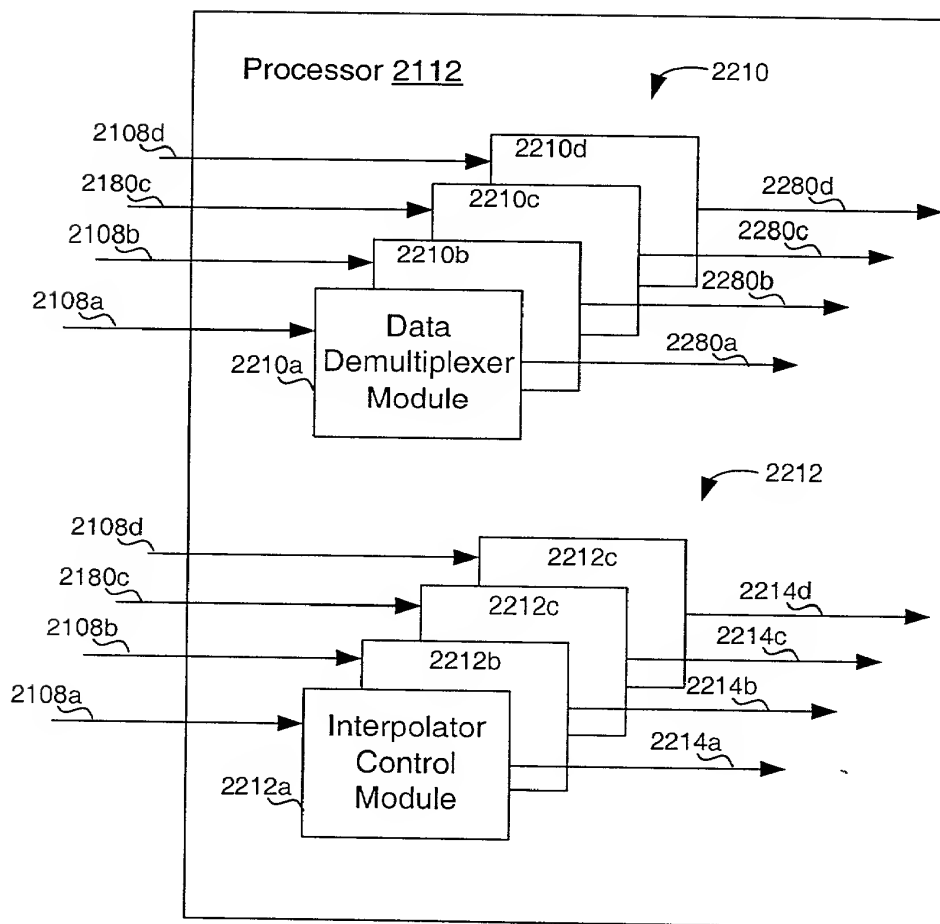 Processor 2112
2210
2108d
2210d
2180c
2280d
2210c
2108b
2280c
2210b
2280b
2108a
Data
Demultiplexer
Module
2280a
2210a
2212
2108d
2212c
2180c
2212c
2214d
2108b
2214c
2212b
2214b
2108a
Interpolator
Control
Module
2214a
2212a